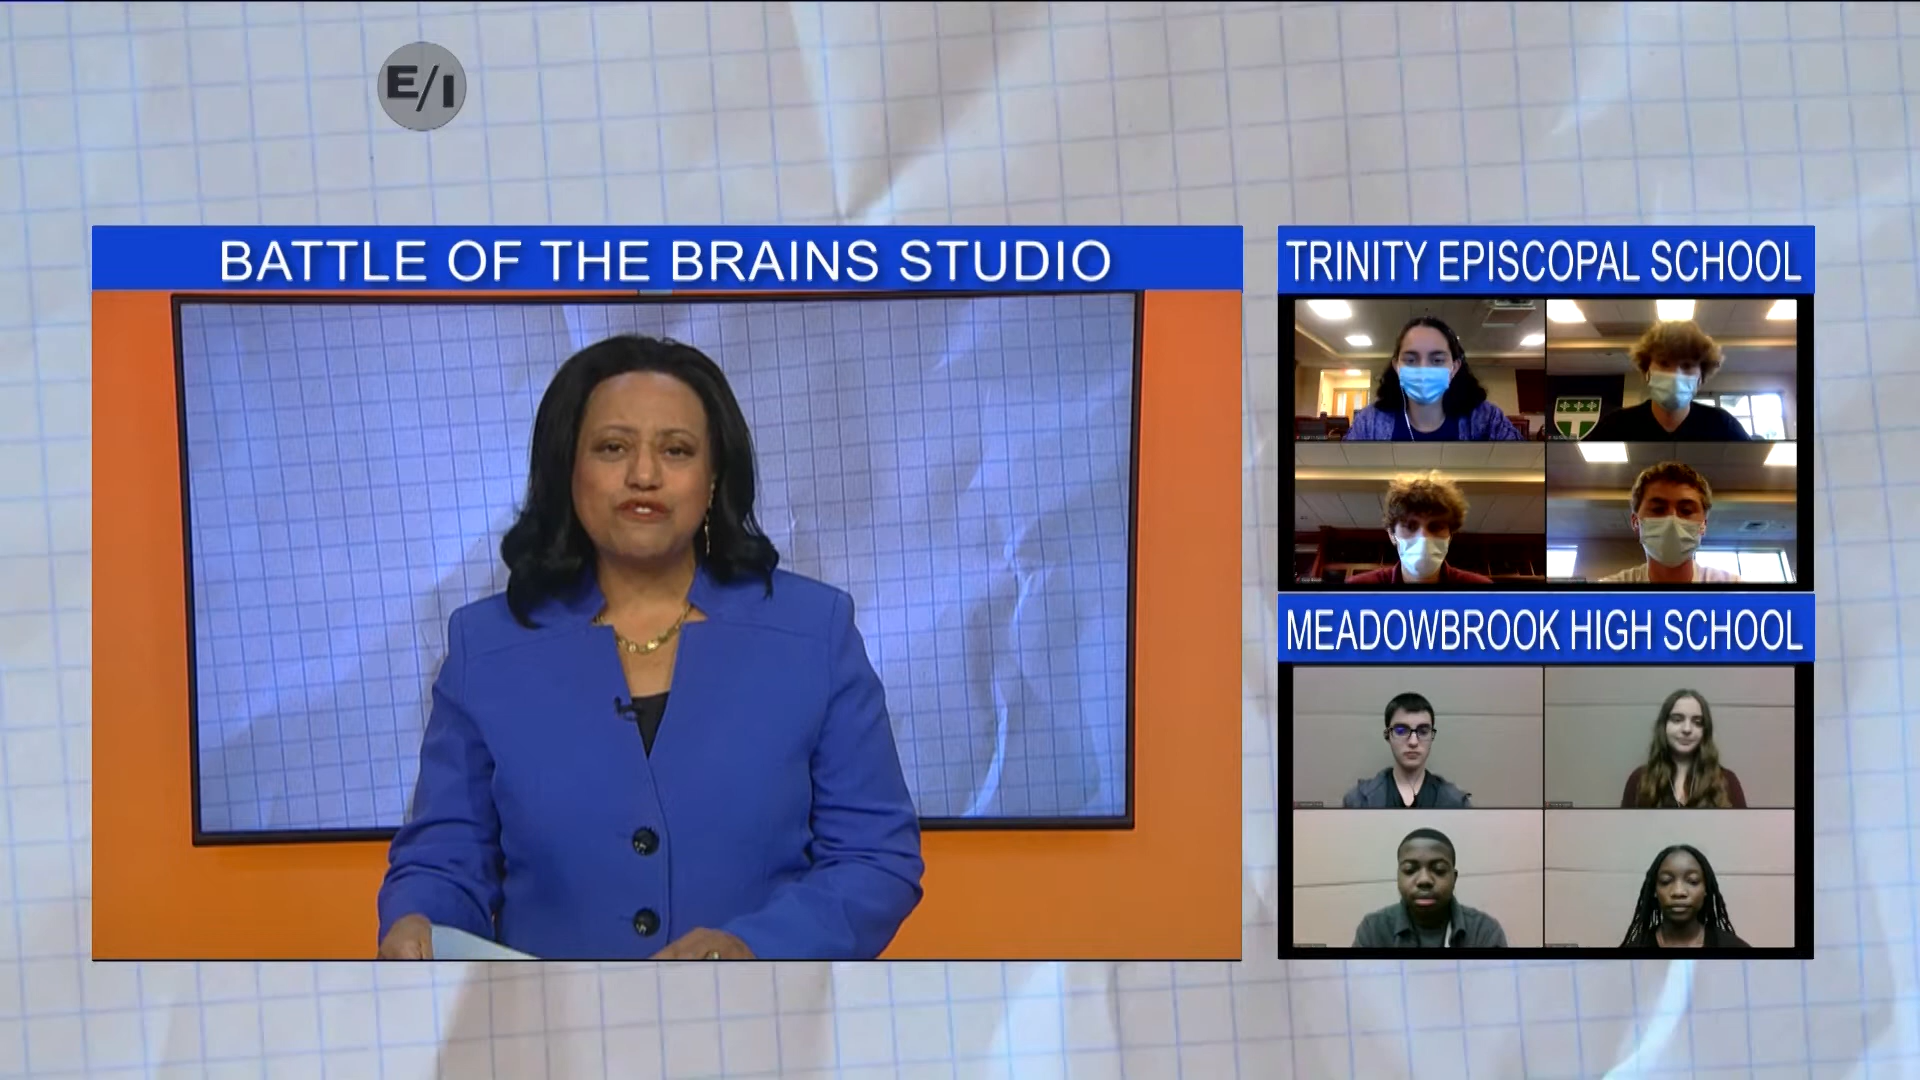 E/I
BATTLE OF THE BRAINS STUDIO
TRINITY EPISCOPAL SCHOOL
MEADOWBROOK HIGH SCHOOL